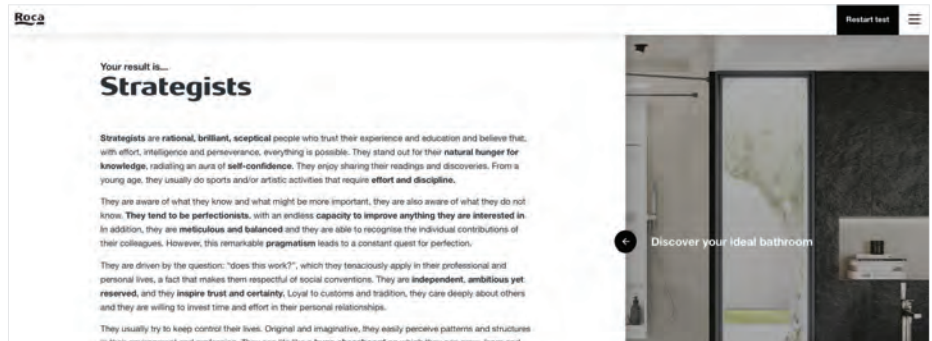 Roca
Restart test
Your result is...
Strategists
Strategists are rational, brilliant, sceptical people who trust their experience and education and believe that,
with effort, intelligence and perseverance, everything is possible. They stand out for their natural hunger for
knowledge, radiating an aura of self-confidence. They enjoy sharing their readings and discoveries. From a
young age, they usually do sports and/or artistic activities that require effort and discipline.
They are aware of what they know and what might be more important, they are also aware of what they do not
know. They tend to be perfectionists, with an endless capacity to improve anything they are interested in.
In addition, they are meticulous and balanced and they are able to recognise the individual contributions of
their colleagues. However, this remarkable pragmatism leads to a constant quest for perfection.
They are driven by the question: "does this work?", which they tenaciously apply in their professional and
personal lives, a fact that makes them respectful of social conventions. They are independent, ambitious yet
reserved, and they inspire trust and certainty. Loyal to customs and tradition, they care deeply about others
and they are willing to invest time and effort in their personal relationships.
They usually try to keep control their lives. Original and imaginative, they easily perceive patterns and structures
Discover your ideal bathroom